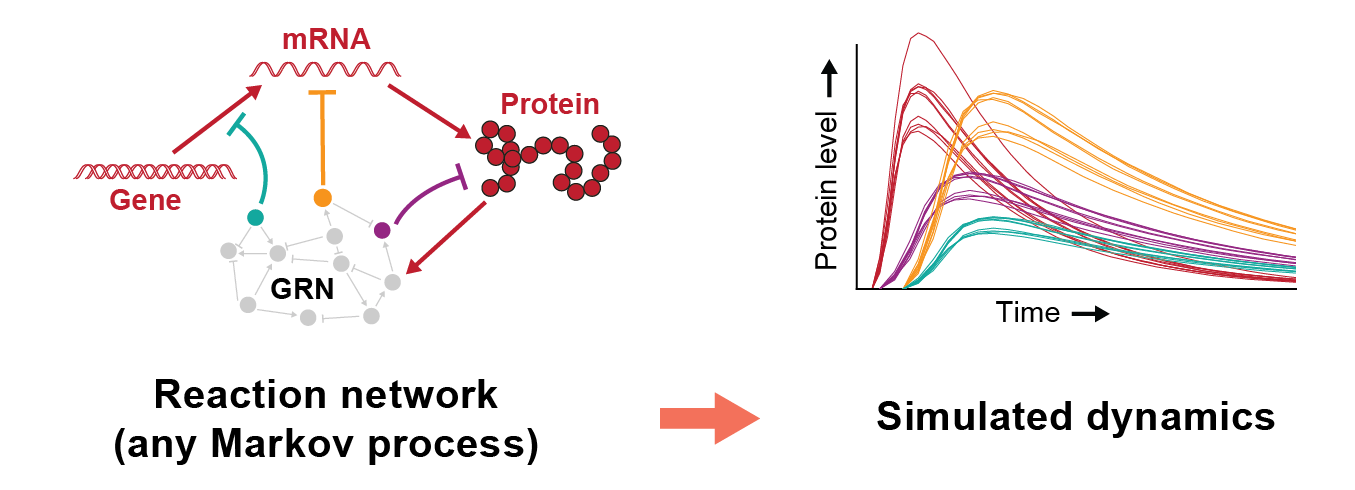 mRNA
Protein
Gene
GRN
Protein level
Time
Reaction network
(any Markov process)
Simulated dynamics